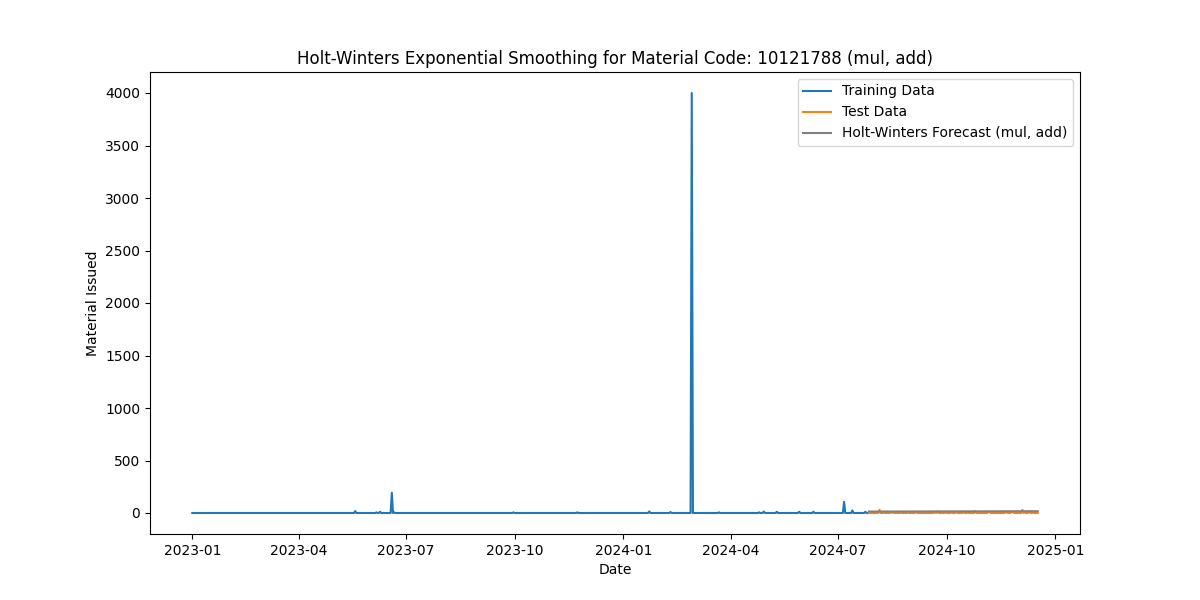 Holt-Winters Exponential Smoothing for Material Code: 10121788 (mul, add)
Training Data
Test Data
Holt-Winters Forecast (mul, add)
Material Issued
4000
3500
3000
2500
2000
1500
1000
500
0
2023-01 2023-04 2023-07 2023-10 2024-01 2024-04 2024-07 2024-10 2025-01
Date